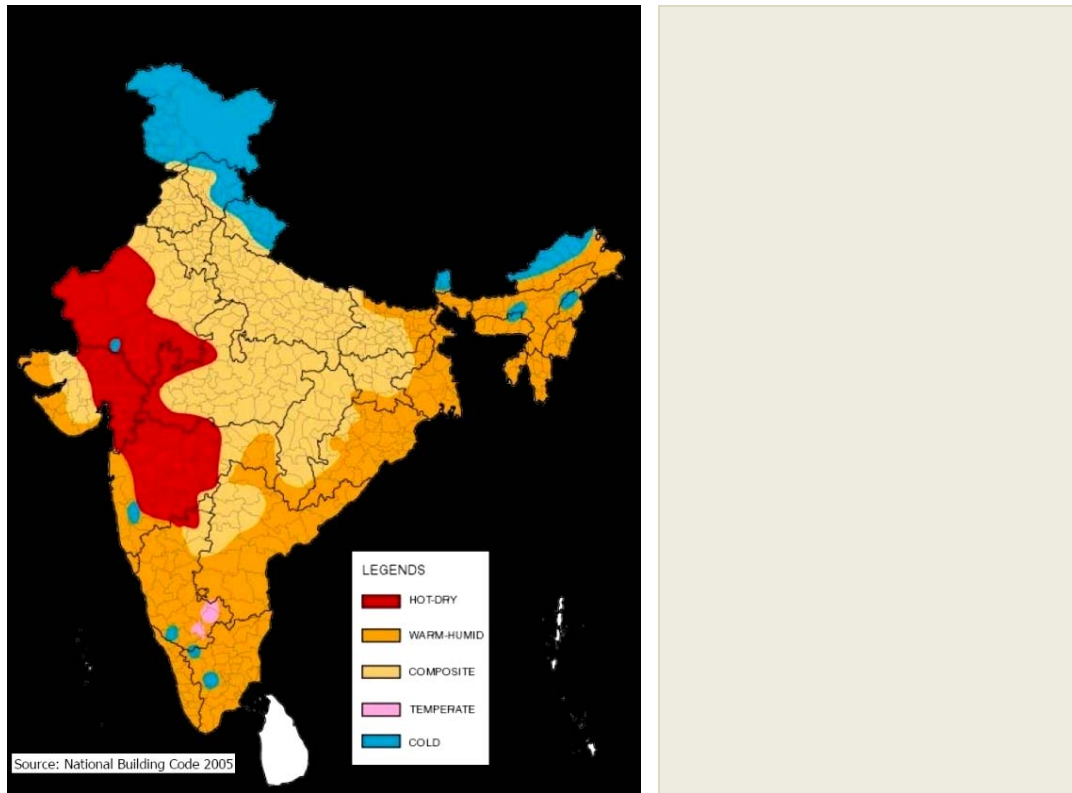 LEGENDS
HOT-DRY
WARM-HUMID
COMPOSITE
TEMPERATE
COLD
Source: National Building Code 2005